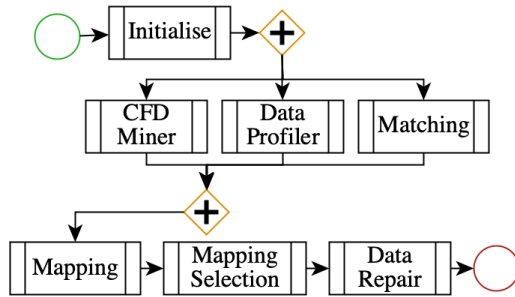 Initialise
CFD
Miner
Data
Profiler
Matching
Mapping
Mapping
Selection
Data
Repair